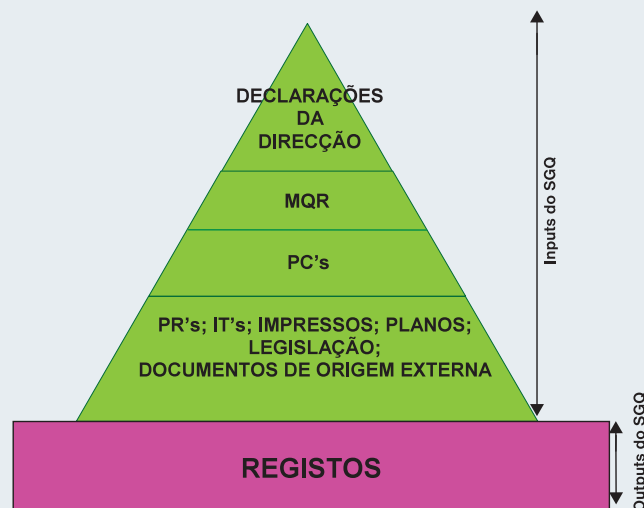 DECLARAÇÕES
DA
DIRECÇÃO
MQR
PC's
PR's; IT's; IMPRESSOS; PLANOS;
LEGISLAÇÃO;
DOCUMENTOS DE ORIGEM EXTERNA
Inputs do SGQ
REGISTOS
Outputs do SGQ